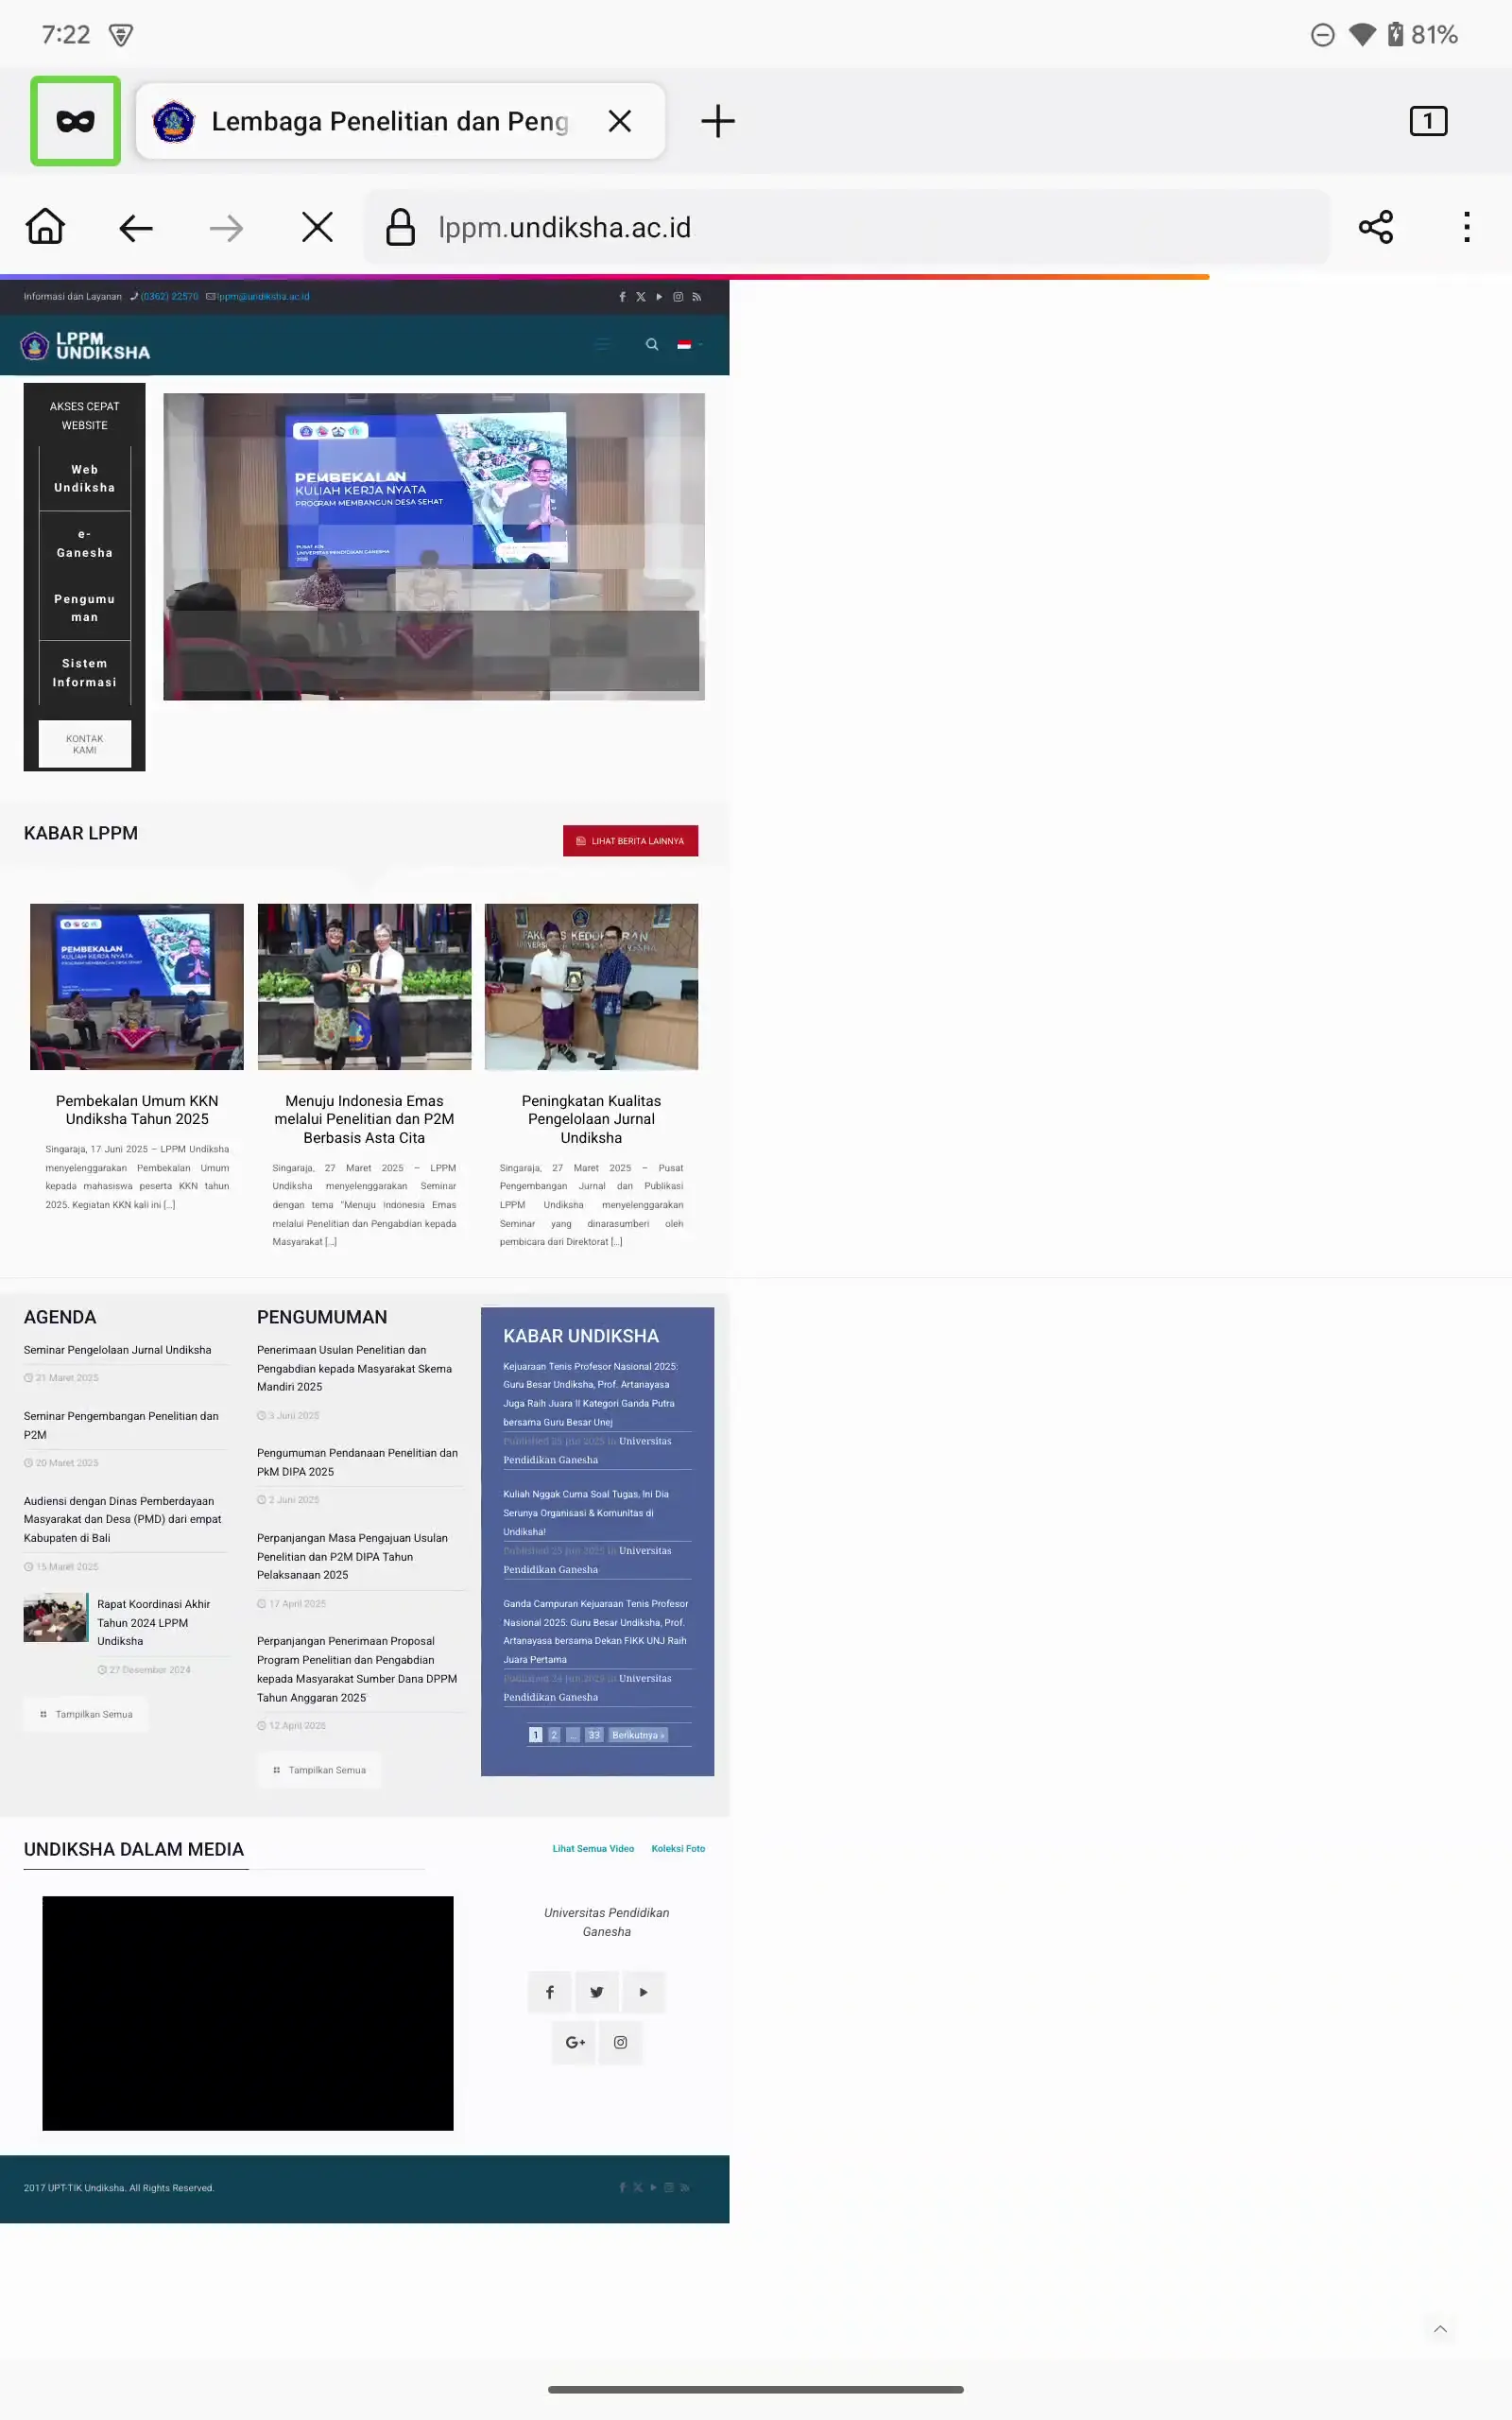 7:22
81%
Lembaga Penelitian dan Peng
1
lppm.undiksha.ac.id
Informasi dan Layanan (0362) 22570 lppm@undiksha.ac.id
LPPM
UNDIKSHA
AKSES CEPAT
WEBSITE
Web
Undiksha
e-
Ganesha
Pengumu
man
Sistem
Informasi
KONTAK
KAMI
PEMBEKALAN
KULIAH KERJA NYATA
PROGRAM MEMBANGUN DESA SEHAT
PUSAT KKN
UNIVERSITAS PENDIDIKAN GANESHA
2025
KABAR LPPM
LIHAT BERITA LAINNYA
PEMBEKALAN
KULIAH KERJA NYATA
PROGRAM MEMBANGUN DESA SEHAT
Pembekalan Umum KKN
Undiksha Tahun 2025
Singaraja, 17 Juni 2025 – LPPM Undiksha
menyelenggarakan Pembekalan Umum
kepada mahasiswa peserta KKN tahun
2025. Kegiatan KKN kali ini [...]
Menuju Indonesia Emas
melalui Penelitian dan P2M
Berbasis Asta Cita
Singaraja, 27 Maret 2025 – LPPM
Undiksha menyelenggarakan Seminar
dengan tema “Menuju Indonesia Emas
melalui Penelitian dan Pengabdian kepada
Masyarakat [...]
Peningkatan Kualitas
Pengelolaan Jurnal
Undiksha
Singaraja, 27 Maret 2025 – Pusat
Pengembangan Jurnal dan Publikasi
LPPM Undiksha menyelenggarakan
Seminar yang dinarasumberi oleh
pembicara dari Direktorat [...]
AGENDA
Seminar Pengelolaan Jurnal Undiksha
21 Maret 2025
Seminar Pengembangan Penelitian dan
P2M
20 Maret 2025
Audiensi dengan Dinas Pemberdayaan
Masyarakat dan Desa (PMD) dari empat
Kabupaten di Bali
15 Maret 2025
Rapat Koordinasi Akhir
Tahun 2024 LPPM
Undiksha
27 Desember 2024
Tampilkan Semua
PENGUMUMAN
Penerimaan Usulan Penelitian dan
Pengabdian kepada Masyarakat Skema
Mandiri 2025
3 Juni 2025
Pengumuman Pendanaan Penelitian dan
PkM DIPA 2025
2 Juni 2025
Perpanjangan Masa Pengajuan Usulan
Penelitian dan P2M DIPA Tahun
Pelaksanaan 2025
17 April 2025
Perpanjangan Penerimaan Proposal
Program Penelitian dan Pengabdian
kepada Masyarakat Sumber Dana DPPM
Tahun Anggaran 2025
12 April 2025
Tampilkan Semua
KABAR UNDIKSHA
Kejuaraan Tenis Profesor Nasional 2025:
Guru Besar Undiksha, Prof. Artanayasa
Juga Raih Juara II Kategori Ganda Putra
bersama Guru Besar Unej
Published 25 Jun 2025 in Universitas
Pendidikan Ganesha
Kuliah Nggak Cuma Soal Tugas, Ini Dia
Serunya Organisasi & Komunitas di
Undiksha!
Published 25 Jun 2025 in Universitas
Pendidikan Ganesha
Ganda Campuran Kejuaraan Tenis Profesor
Nasional 2025: Guru Besar Undiksha, Prof.
Artanayasa bersama Dekan FIKK UNJ Raih
Juara Pertama
Published 24 Jun 2025 in Universitas
Pendidikan Ganesha
1 2 ... 33 Berikutnya »
UNDIKSHA DALAM MEDIA
Lihat Semua Video Koleksi Foto
Universitas Pendidikan
Ganesha
2017 UPT-TIK Undiksha. All Rights Reserved.